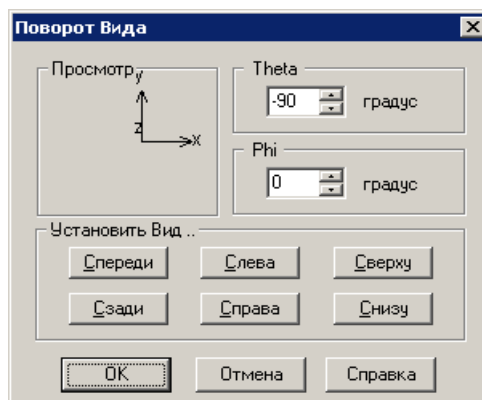 Поворот Вида
Просмотр
y
z
x
Theta
-90 градус
Phi
0 градус
Установить Вид ..
Спереди Слева Сверху
Сзади Справа Снизу
OK Отмена Справка